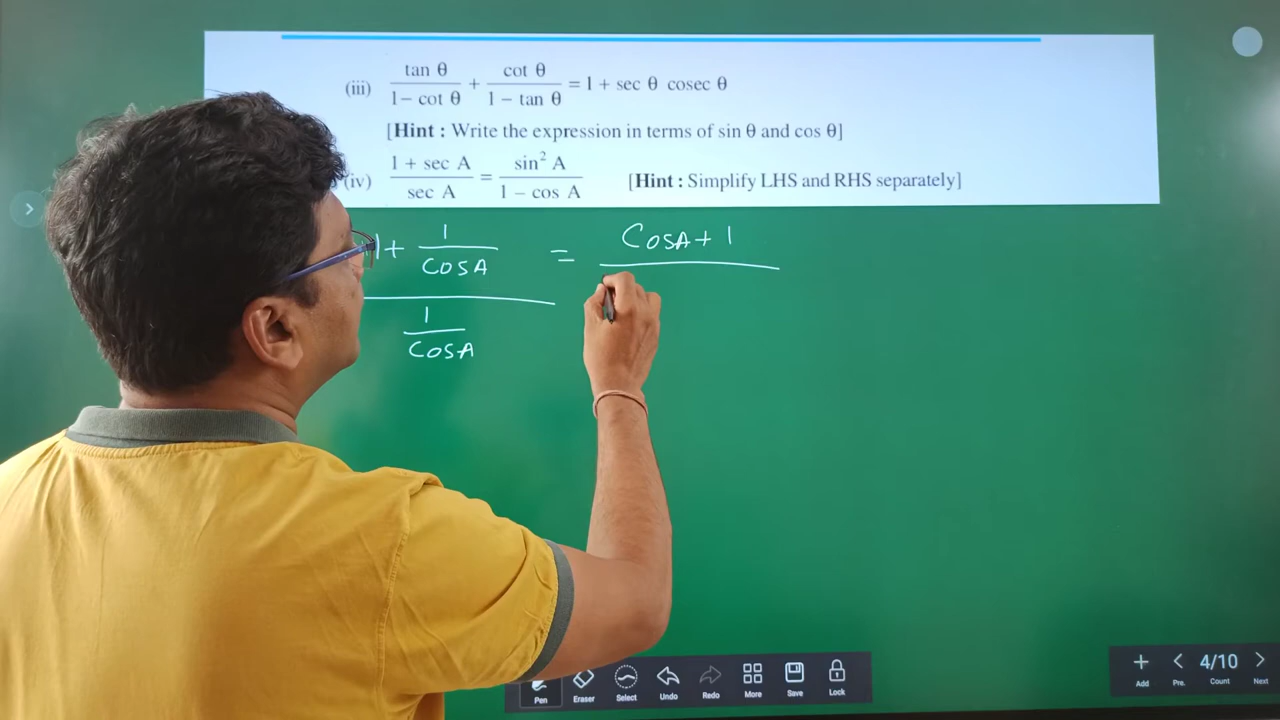 (iii) tan θ / 1 − cot θ + cot θ / 1 − tan θ = 1 + sec θ cosec θ
[Hint : Write the expression in terms of sin θ and cos θ]
(iv) 1 + sec A / sec A = sin² A / 1 − cos A [Hint : Simplify LHS and RHS separately]
1 + 1 / COSA / 1 / COSA = COSA + 1
Pen Eraser Select Undo Redo More Save Lock
4/10
Add Pre. Count Next